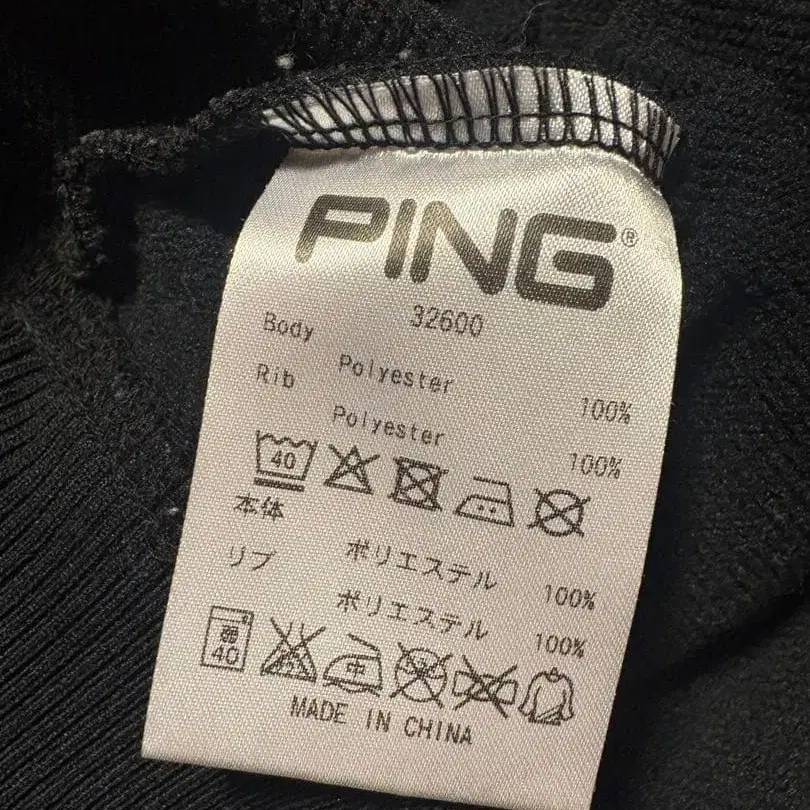 PING®
32600
Body Polyester 100%
Rib Polyester 100%
40
本体 ポリエステル 100%
リブ ポリエステル 100%
40 中
MADE IN CHINA